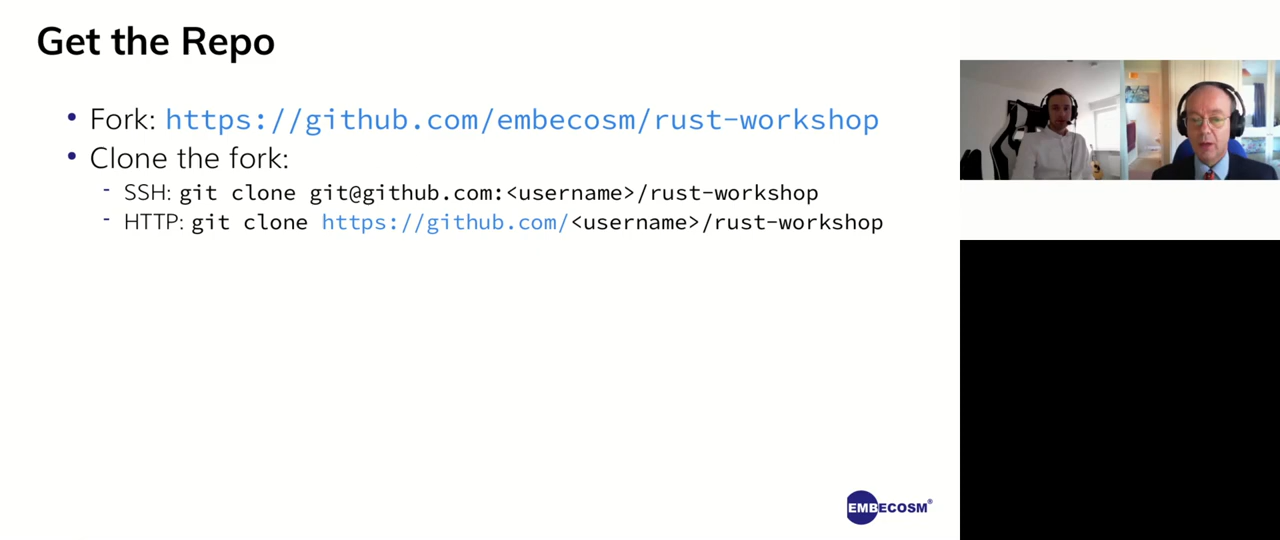 Get the Repo
• Fork: https://github.com/embecosm/rust-workshop
• Clone the fork:
- SSH: git clone git@github.com:<username>/rust-workshop
- HTTP: git clone https://github.com/<username>/rust-workshop
EMBECOSM®